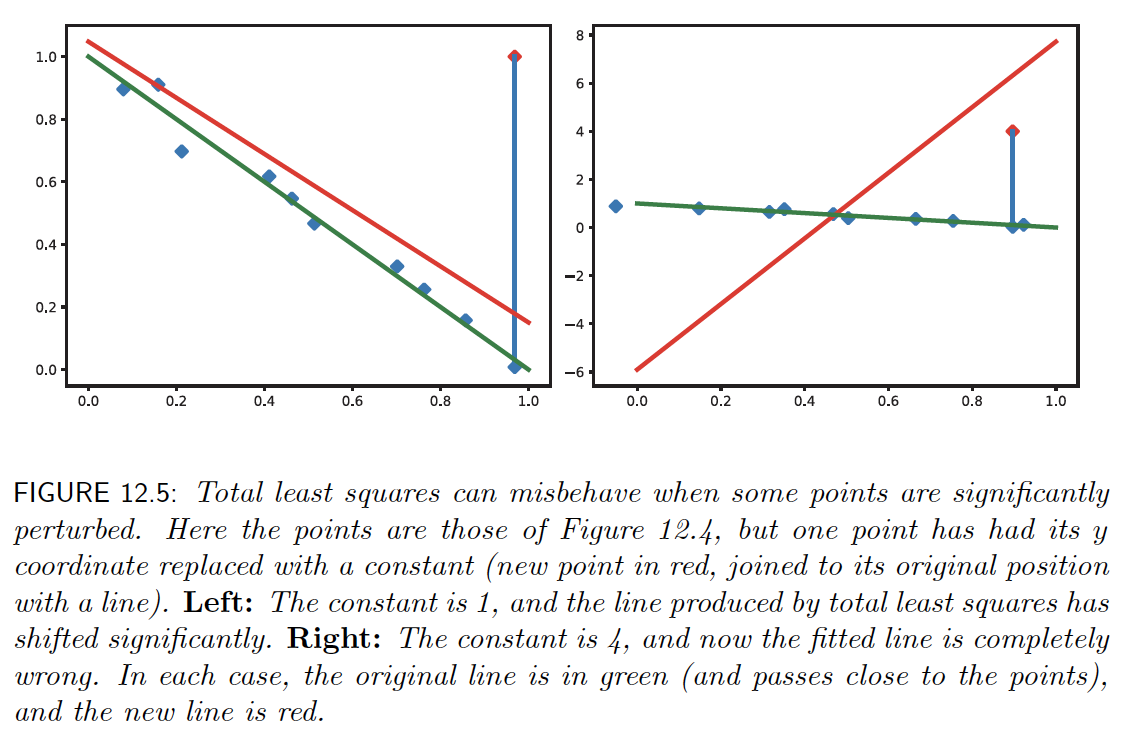 1.0
0.8
0.6
0.4
0.2
0.0
0.0 0.2 0.4 0.6 0.8 1.0
8
6
4
2
0
−2
−4
−6
0.0 0.2 0.4 0.6 0.8 1.0
FIGURE 12.5: Total least squares can misbehave when some points are significantly
perturbed. Here the points are those of Figure 12.4, but one point has had its y
coordinate replaced with a constant (new point in red, joined to its original position
with a line). Left: The constant is 1, and the line produced by total least squares has
shifted significantly. Right: The constant is 4, and now the fitted line is completely
wrong. In each case, the original line is in green (and passes close to the points),
and the new line is red.